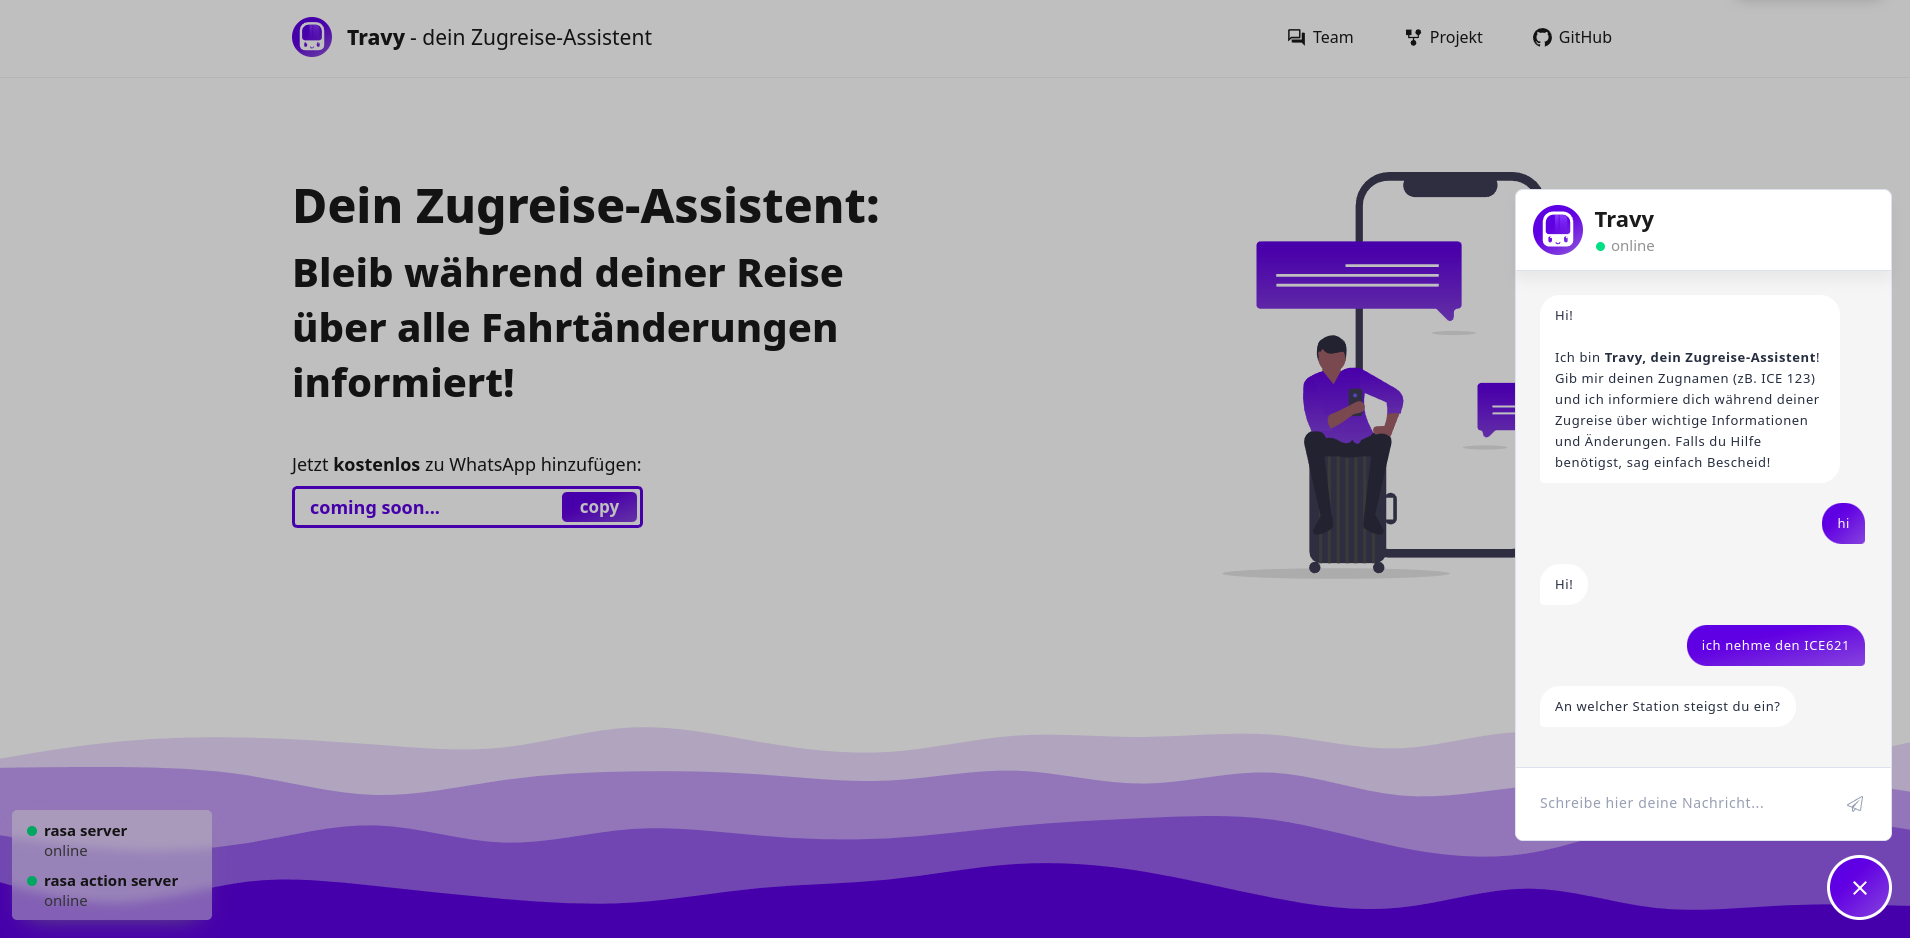 Travy - dein Zugreise-Assistent
Team
Projekt
GitHub
Dein Zugreise-Assistent:
Bleib während deiner Reise
über alle Fahrtänderungen
informiert!
Jetzt kostenlos zu WhatsApp hinzufügen:
coming soon...
copy
rasa server
online
rasa action server
online
Travy
online
Hi!
Ich bin Travy, dein Zugreise-Assistent!
Gib mir deinen Zugnamen (zB. ICE 123)
und ich informiere dich während deiner
Zugreise über wichtige Informationen
und Änderungen. Falls du Hilfe
benötigst, sag einfach Bescheid!
hi
Hi!
ich nehme den ICE621
An welcher Station steigst du ein?
Schreibe hier deine Nachricht...